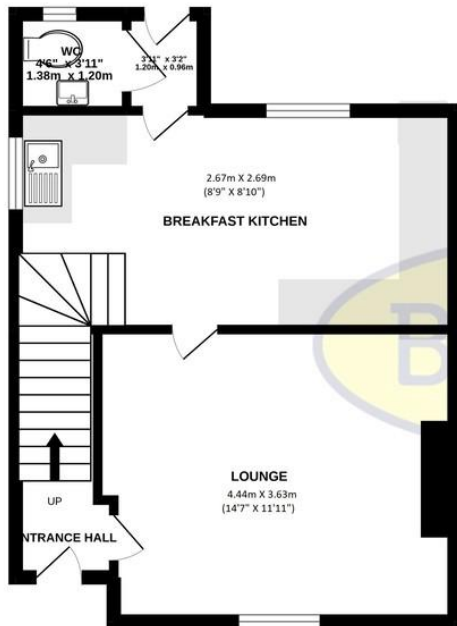 WC
4'6" x 3'11"
1.38m x 1.20m
3'11" x 3'2"
1.20m x 0.96m
2.67m X 2.69m
(8'9" X 8'10")
BREAKFAST KITCHEN
B
LOUNGE
4.44m X 3.63m
(14'7" X 11'11")
UP
NTRANCE HALL